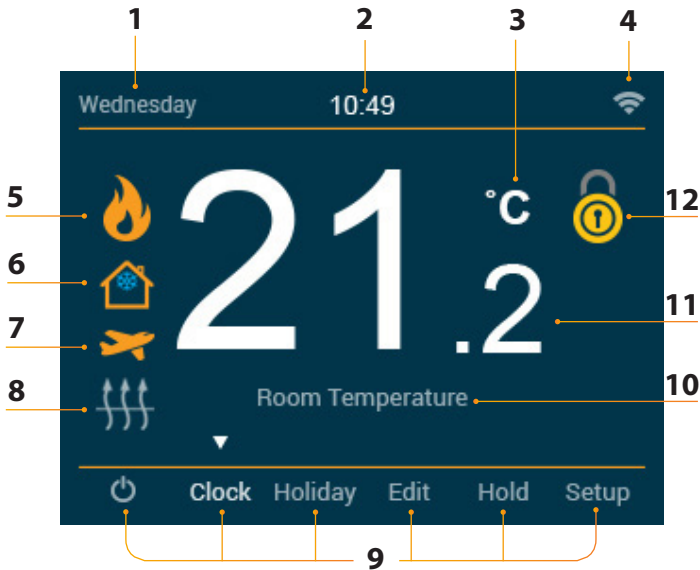 1 2 3 4
Wednesday 10:49
5 21.2 °C 12
6
7 11
8 Room Temperature 10
Clock Holiday Edit Hold Setup
9